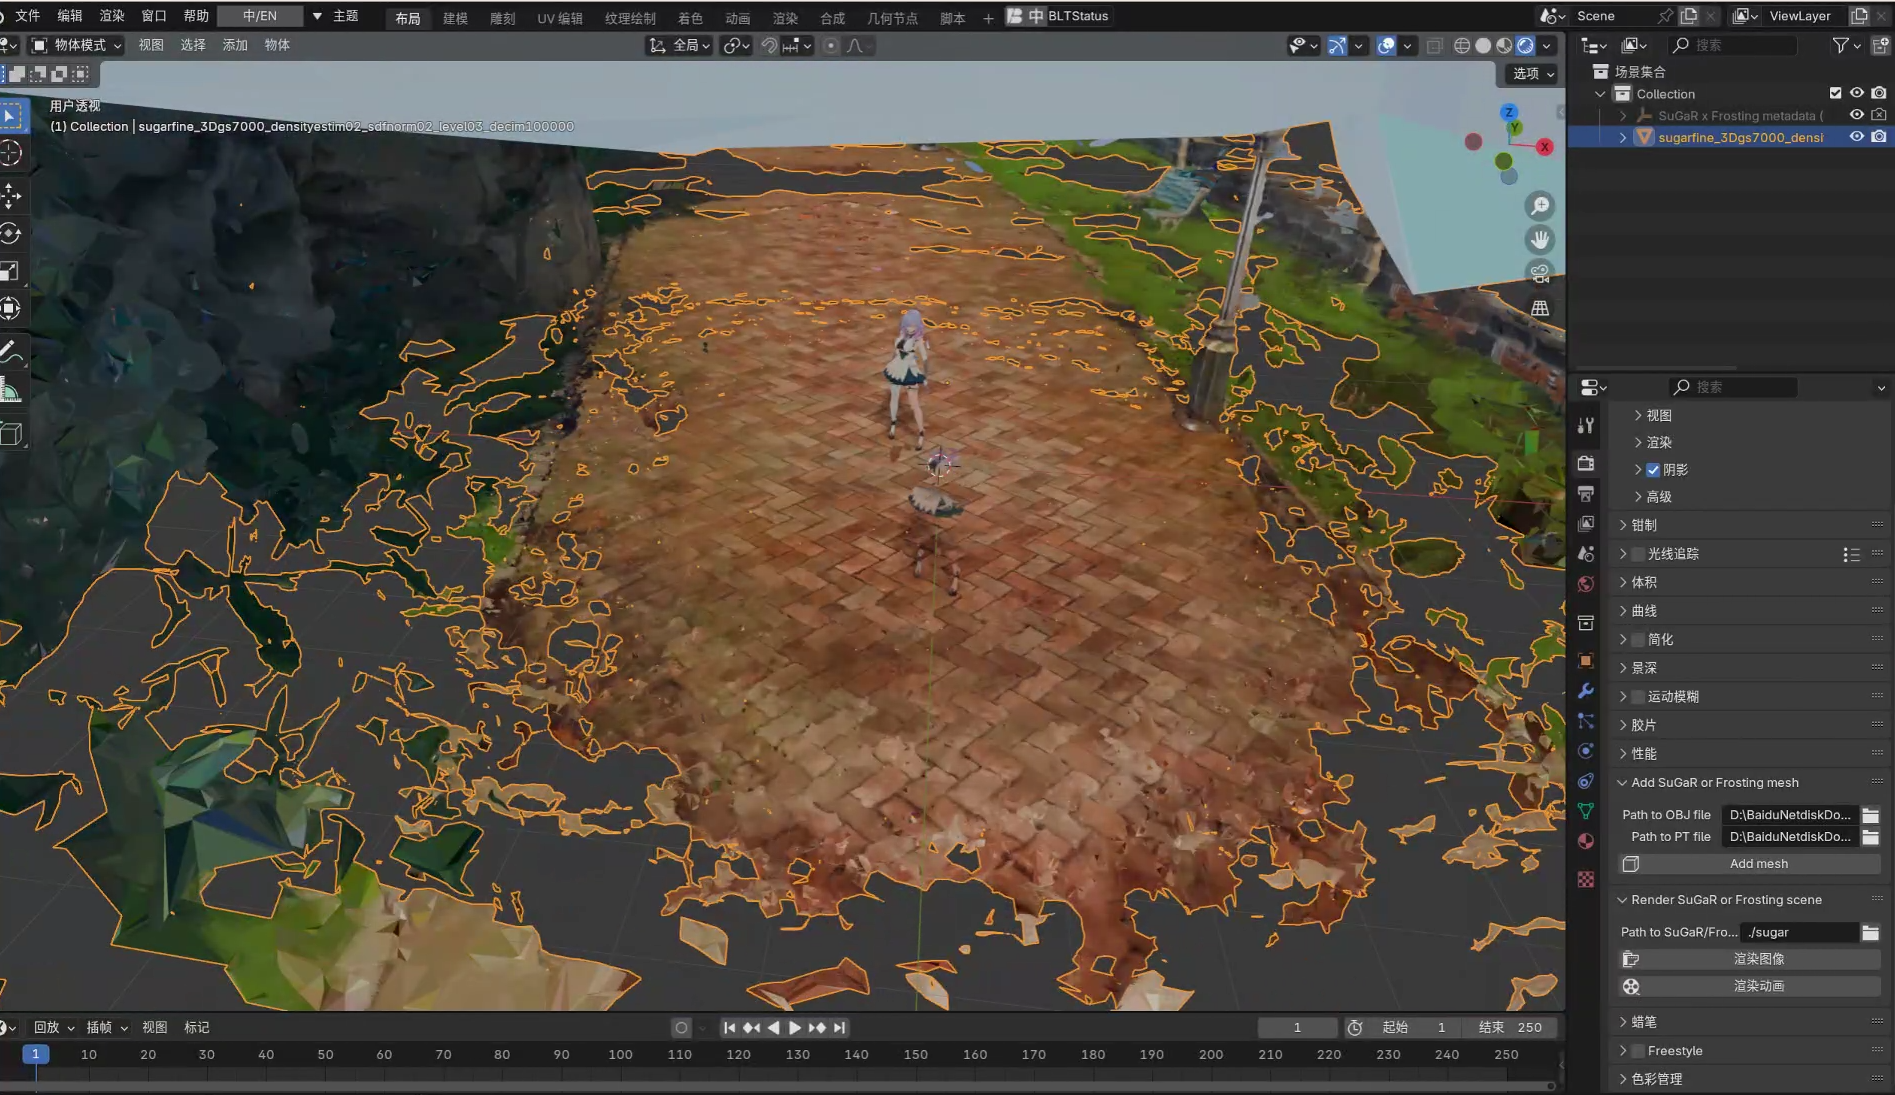 文件 编辑 渲染 窗口 帮助 中/EN 主题 布局 建模 雕刻 UV 编辑 纹理绘制 着色 动画 渲染 合成 几何节点 脚本 + 中 BLTStatus Scene ViewLayer
物体模式 视图 选择 添加 物体 全局 搜索
选项
用户透视
(1) Collection | sugarfine_3Dgs7000_densityestim02_sdfnorm02_level03_decim100000
Z
Y
X
场景集合
Collection
SuGaR x Frosting metadata (
sugarfine_3Dgs7000_densi
搜索
视图
渲染
阴影
高级
钳制
光线追踪
体积
曲线
简化
景深
运动模糊
胶片
性能
Add SuGaR or Frosting mesh
Path to OBJ file D:\BaiduNetdiskDo...
Path to PT file D:\BaiduNetdiskDo...
Add mesh
Render SuGaR or Frosting scene
Path to SuGaR/Fro... ./sugar
渲染图像
渲染动画
蜡笔
Freestyle
色彩管理
回放 插帧 视图 标记 1 起始 1 结束 250
1 10 20 30 40 50 60 70 80 90 100 110 120 130 140 150 160 170 180 190 200 210 220 230 240 250